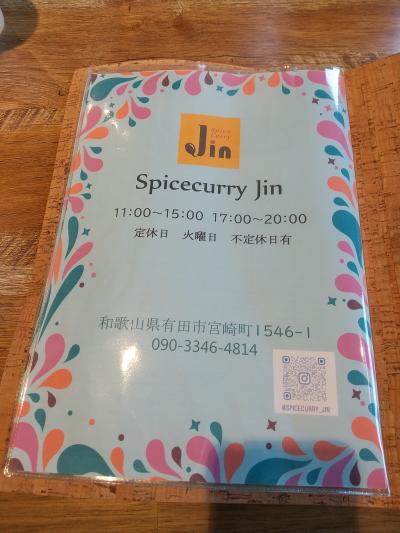 Spice
Curry
Jin
Spicecurry Jin
11:00～15:00 17:00～20:00
定休日 火曜日 不定休日有
和歌山県有田市宮崎町1546-1
090-3346-4814
@SPICECURRY_JIN